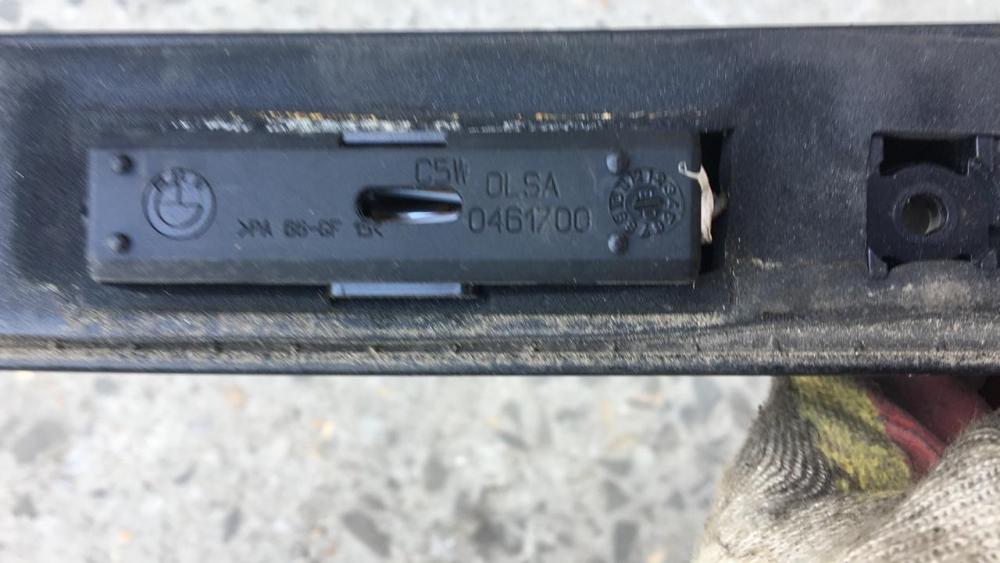 C5W OLSA
>PA 66-GF 15< 0461700